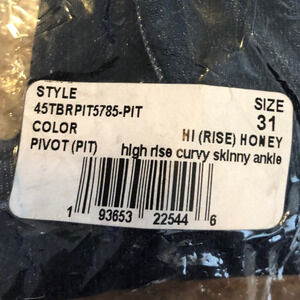 STYLE SIZE
45TBRPIT5785-PIT 31
COLOR HI (RISE) HONEY
PIVOT (PIT) high rise curvy skinny ankle
1 93653 22544 6